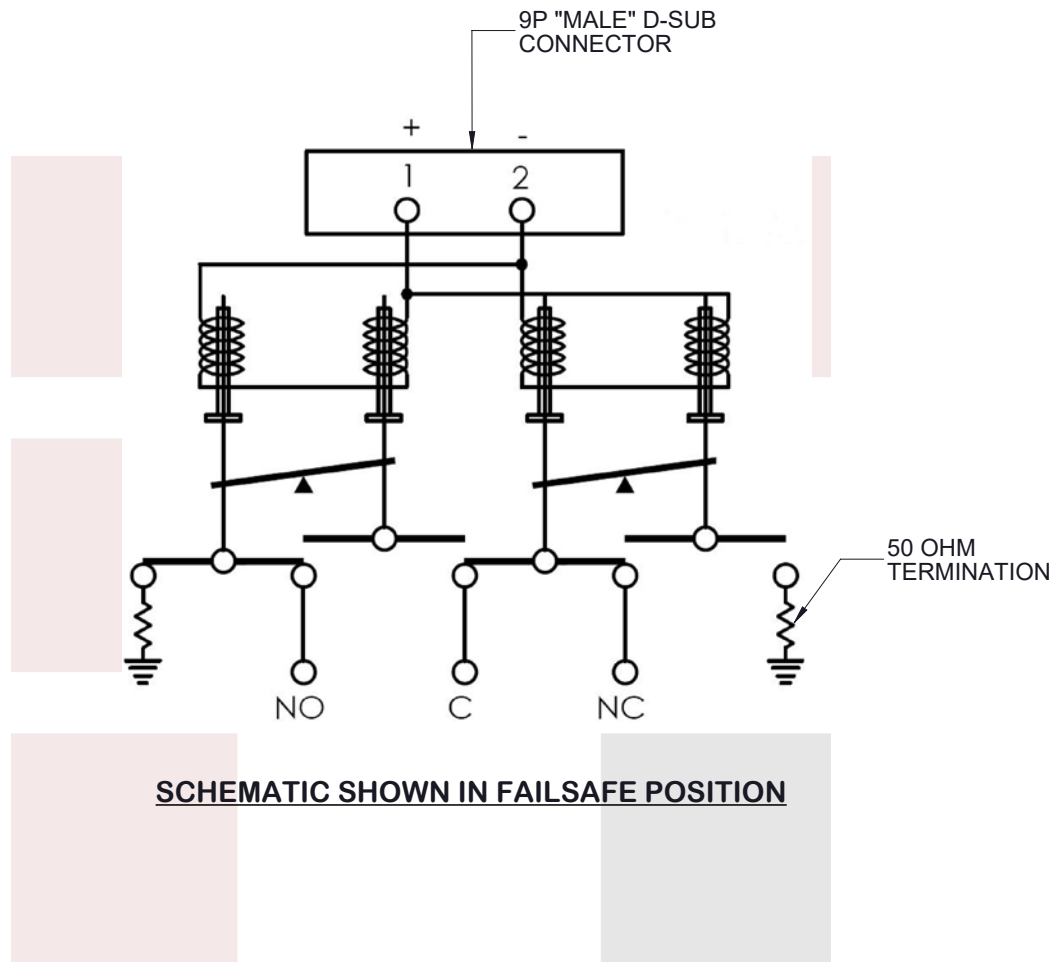 9P "MALE" D-SUB
CONNECTOR
+ -
1 2
50 OHM
TERMINATION
NO C NC
SCHEMATIC SHOWN IN FAILSAFE POSITION